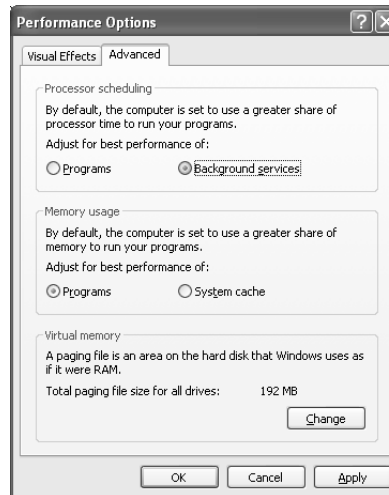 Performance Options
Visual Effects Advanced
Processor scheduling
By default, the computer is set to use a greater share of
processor time to run your programs.
Adjust for best performance of:
Programs Background services
Memory usage
By default, the computer is set to use a greater share of
memory to run your programs.
Adjust for best performance of:
Programs System cache
Virtual memory
A paging file is an area on the hard disk that Windows uses as
if it were RAM.
Total paging file size for all drives: 192 MB
Change
OK Cancel Apply